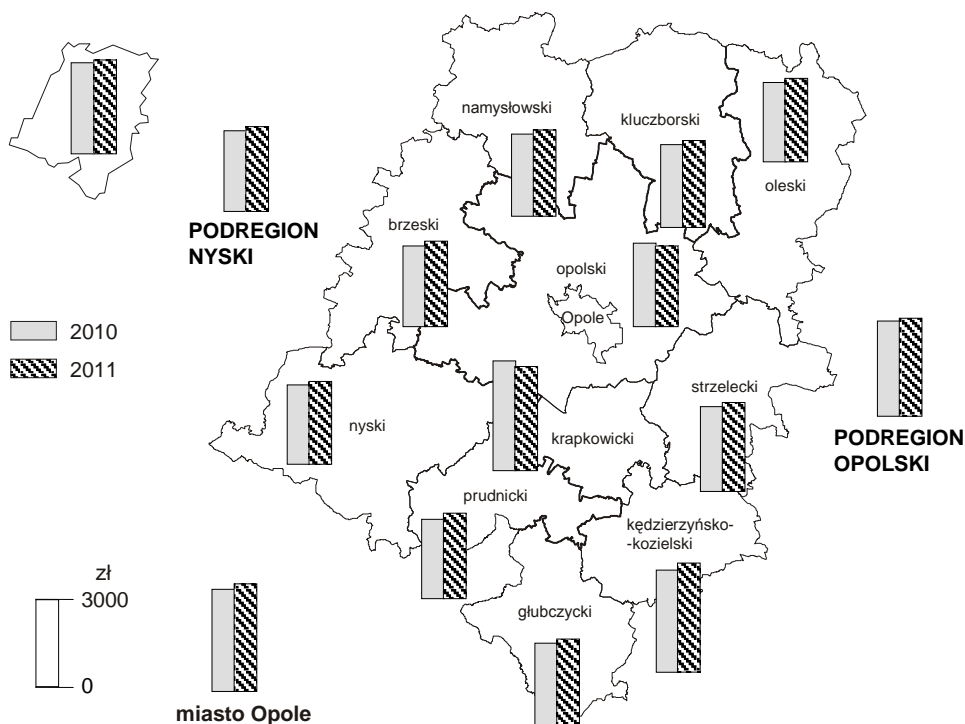 namysłowski
kluczborski
oleski
PODREGION
NYSKI
brzeski
opolski
Opole
2010
2011
strzelecki
nyski
krapkowicki
PODREGION
OPOLSKI
prudnicki
kędzierzyńsko-
-kozielski
zł
3000
głubczycki
0
miasto Opole